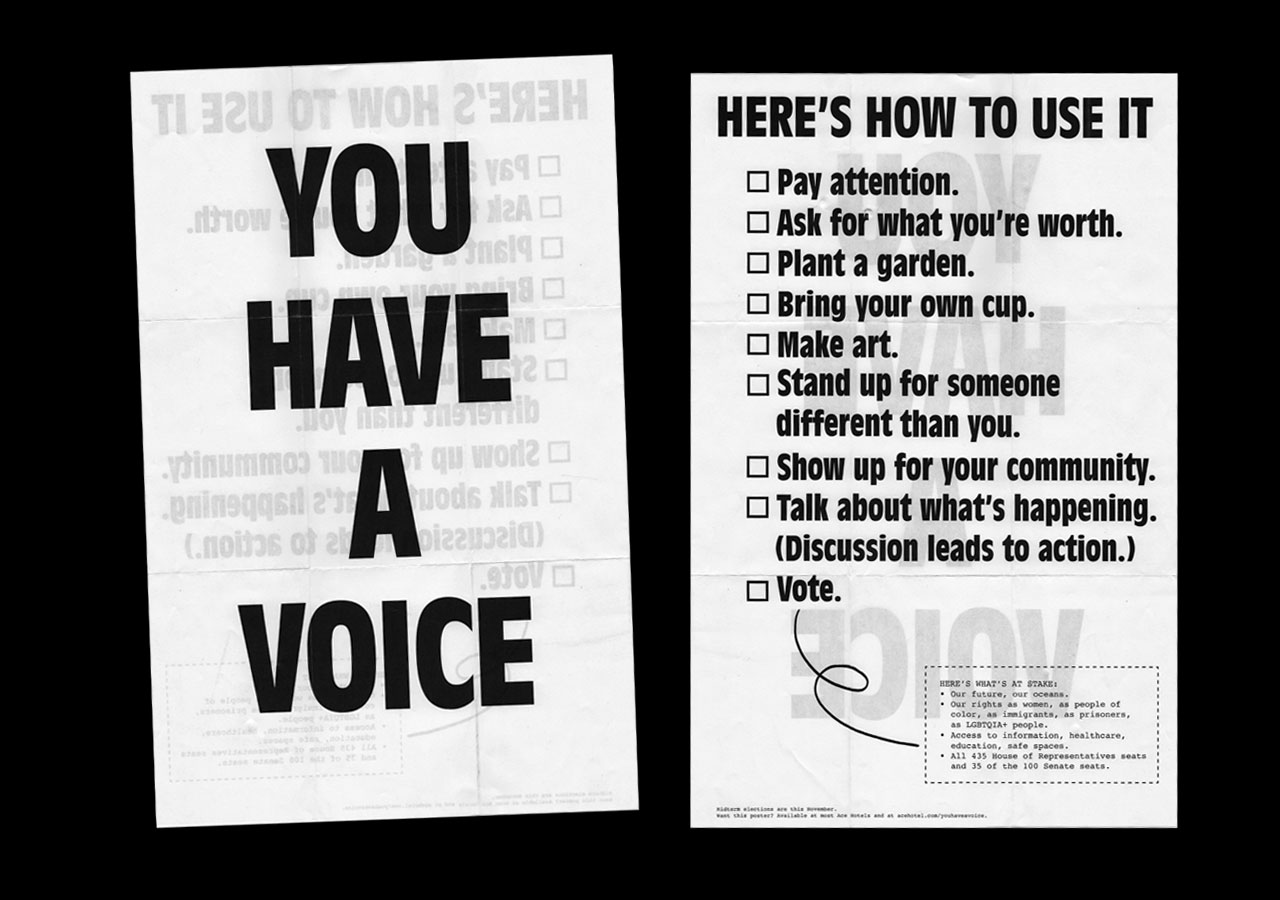 YOU
HAVE
A
VOICE
HERE'S HOW TO USE IT
Pay attention.
Ask for what you're worth.
Plant a garden.
Bring your own cup.
Make art.
Stand up for someone
different than you.
Show up for your community.
Talk about what's happening.
(Discussion leads to action.)
Vote.
HERE'S WHAT'S AT STAKE:
• Our future, our oceans.
• Our rights as women, as people of
color, as immigrants, as prisoners,
as LGBTQIA+ people.
• Access to information, healthcare,
education, safe spaces.
• All 435 House of Representatives seats
and 35 of the 100 Senate seats.
Midterm elections are this November.
Want this poster? Available at most Ace Hotels and at acehotel.com/youhaveavoice.